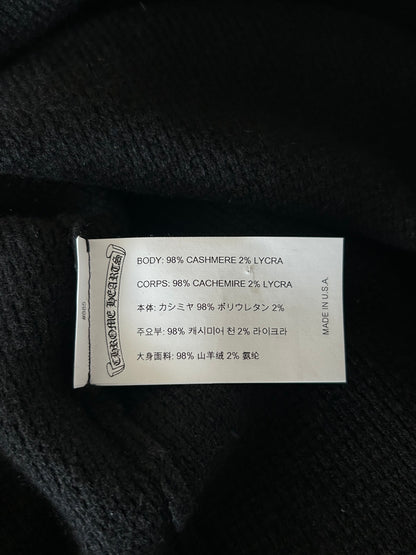 CHROME HEARTS
BODY: 98% CASHMERE 2% LYCRA
CORPS: 98% CACHEMIRE 2% LYCRA
本体: カシミヤ 98% ポリウレタン 2%
주요부: 98% 캐시미어 천 2% 라이크라
大身面料: 98% 山羊绒 2% 氨纶
MADE IN U.S.A.